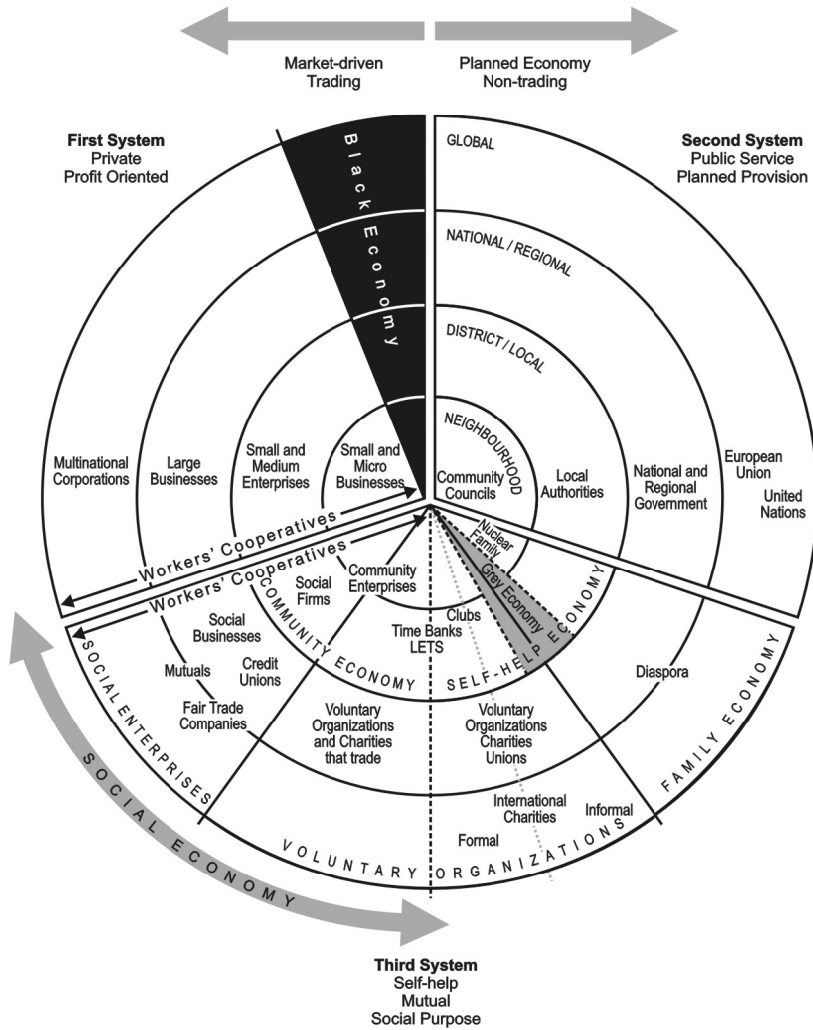 Market-driven
Trading
Planned Economy
Non-trading
First System
Private
Profit Oriented
Second System
Public Service
Planned Provision
Black Economy
GLOBAL
NATIONAL / REGIONAL
DISTRICT / LOCAL
NEIGHBOURHOOD
Multinational
Corporations
Large
Businesses
Small and
Medium
Enterprises
Small and
Micro
Businesses
Community
Councils
Local
Authorities
National and
Regional
Government
European
Union
United
Nations
Workers' Cooperatives
Workers' Cooperatives
Nuclear
Family
Grey Economy
Social
Firms
Community
Enterprises
Clubs
Time Banks
LETS
COMMUNITY ECONOMY
SELF-HELP ECONOMY
Social
Businesses
Mutuals
Credit
Unions
Fair Trade
Companies
Voluntary
Organizations
and Charities
that trade
Voluntary
Organizations
Charities
Unions
Diaspora
International
Charities
Informal
Formal
SOCIAL ENTERPRISES
VOLUNTARY ORGANIZATIONS
FAMILY ECONOMY
SOCIAL ECONOMY
Third System
Self-help
Mutual
Social Purpose